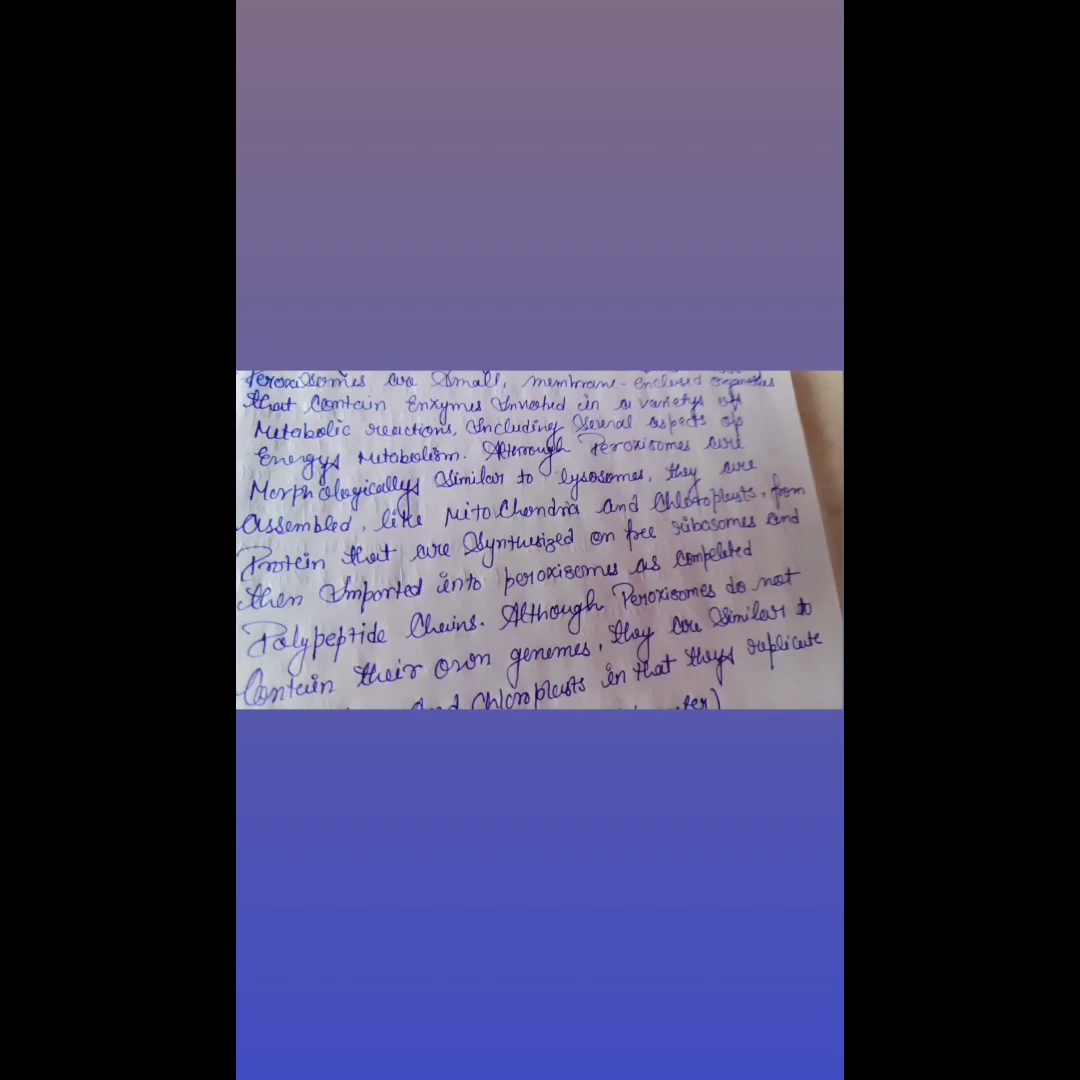 Peroxisomes are Small, membrane-enclosed organelles
that Contain Enzymes Involved in a variety of
Metabolic reactions, Including Several aspects of
Energy Metabolism. Although Peroxisomes are
Morphologically Similar to lysosomes, they are
assembled, like Mitochondria and Chloroplasts, from
Protein that are Synthesized on free ribosomes and
then Imported into peroxisomes as Compeleted
Polypeptide Chains. Although Peroxisomes do not
Contain their own genemes, they are Similar to
and Chloroplasts in that they replicate